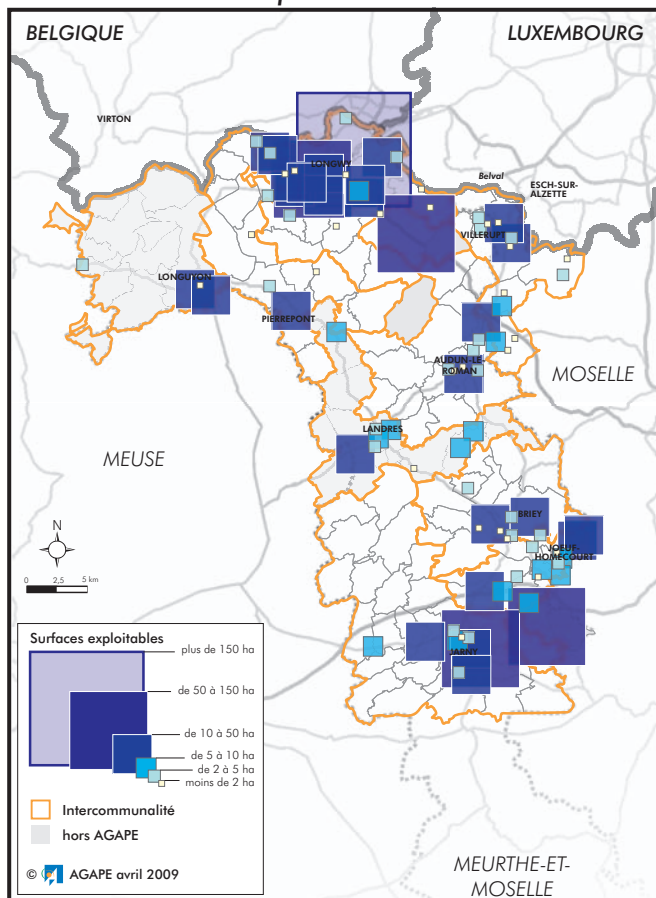 BELGIQUE
LUXEMBOURG
VIRTON
LONGWY
Belval
ESCH-SUR-
ALZETTE
VILLERUPT
LONGUYON
PIERREPONT
AUDUN-LE-
ROMAN
MOSELLE
LANDRES
MEUSE
BRIEY
N
JOEUF-
HOMECOURT
0 2,5 5 km
JARNY
Surfaces exploitables
plus de 150 ha
de 50 à 150 ha
de 10 à 50 ha
de 5 à 10 ha
de 2 à 5 ha
moins de 2 ha
Intercommunalité
hors AGAPE
© AGAPE avril 2009
MEURTHE-ET-
MOSELLE